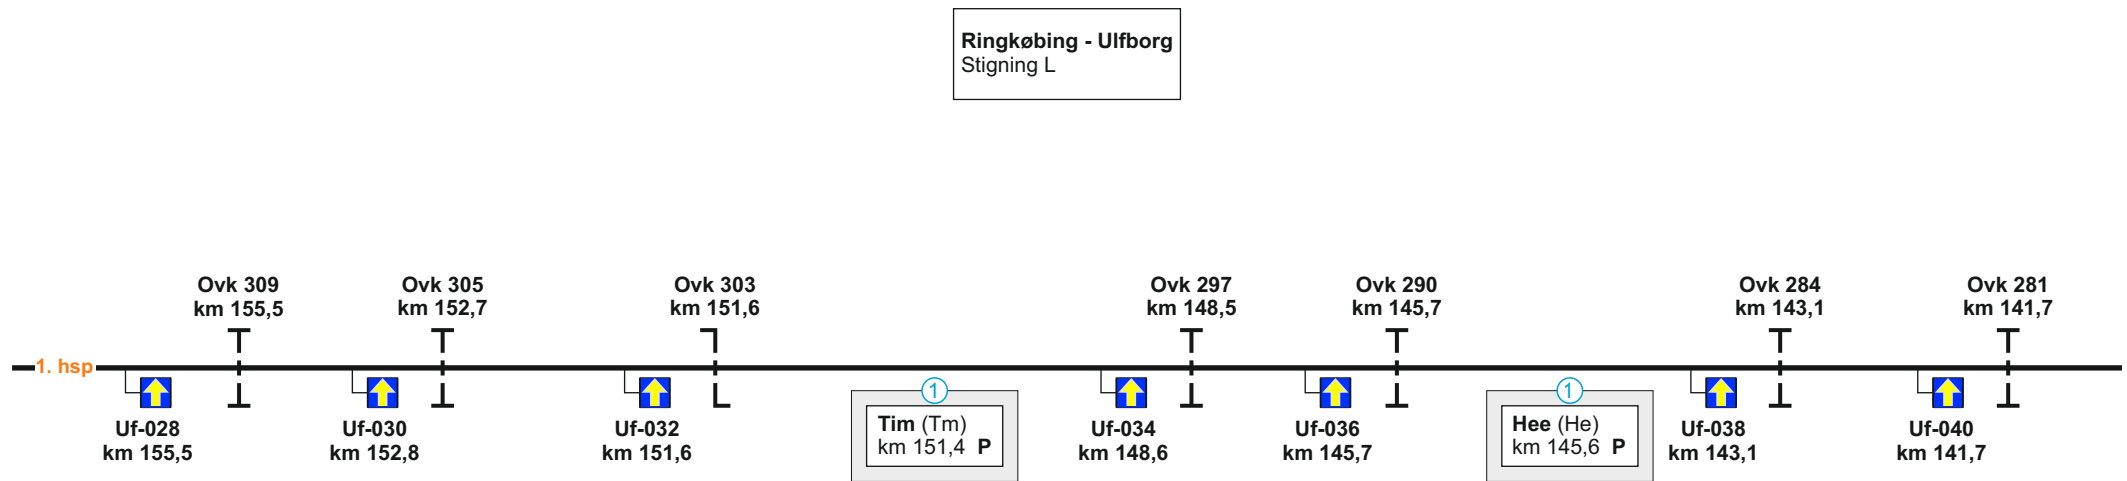 Ringkøbing - Ulfborg
Stigning L
Ovk 309
km 155,5
Ovk 305
km 152,7
Ovk 303
km 151,6
Ovk 297
km 148,5
Ovk 290
km 145,7
Ovk 284
km 143,1
Ovk 281
km 141,7
1. hsp
Uf-028
km 155,5
Uf-030
km 152,8
Uf-032
km 151,6
1
Tim (Tm)
km 151,4 P
Uf-034
km 148,6
Uf-036
km 145,7
1
Hee (He)
km 145,6 P
Uf-038
km 143,1
Uf-040
km 141,7